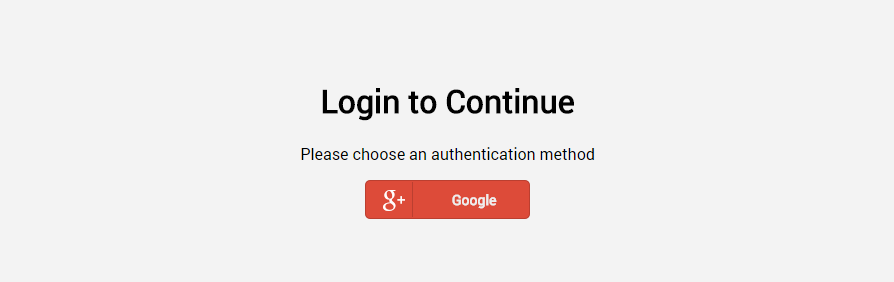 Login to Continue
Please choose an authentication method
g+ Google